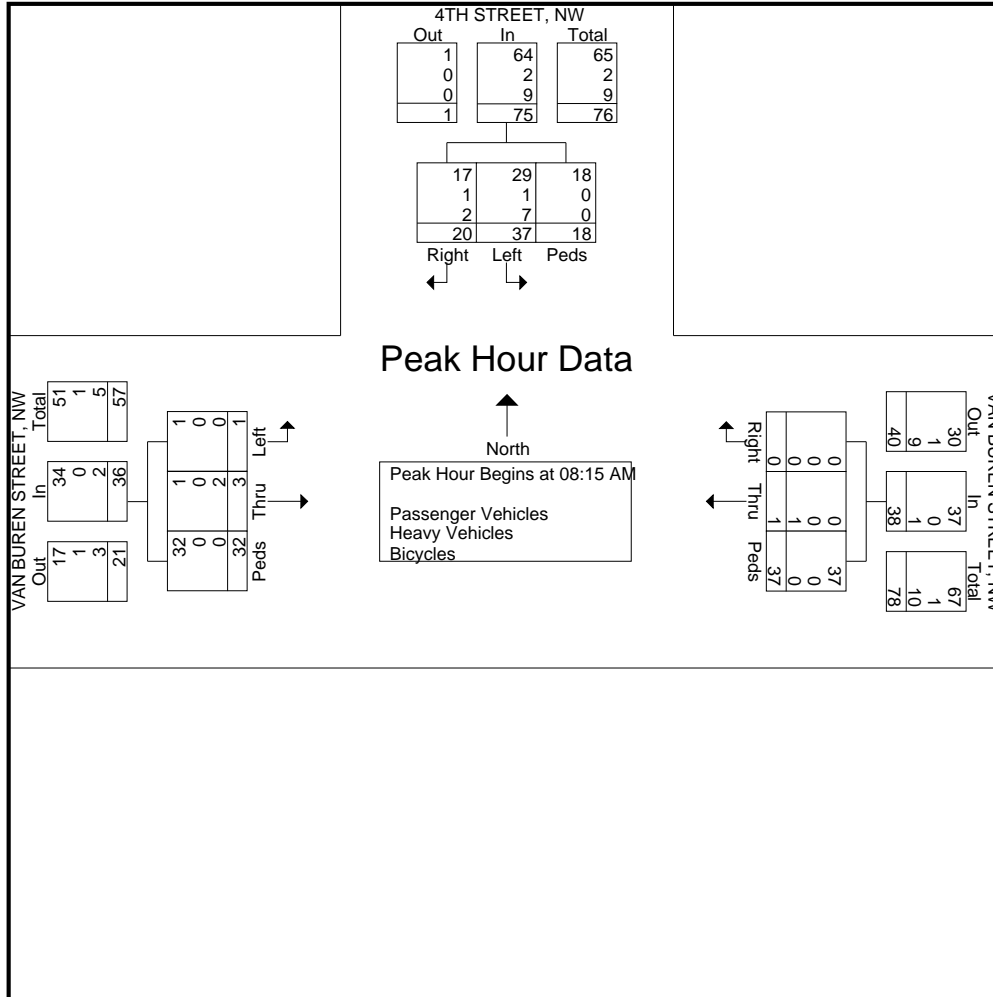 4TH STREET, NW
Out In Total
1 64 65
0 2 2
0 9 9
1 75 76
17 29 18
1 1 0
2 7 0
20 37 18
Right Left Peds
Peak Hour Data
North
Peak Hour Begins at 08:15 AM
Passenger Vehicles
Heavy Vehicles
Bicycles
VAN BUREN STREET, NW
Out In Total
17 34 51
1 0 1
3 2 5
21 36 57
Peds Thru Left
32 1 1
0 0 0
0 2 0
32 3 1
VAN BUREN STREET, NW
Out In Total
30 37 67
1 0 1
9 1 10
40 38 78
Right Thru Peds
0 0 37
0 0 0
0 1 0
0 1 37